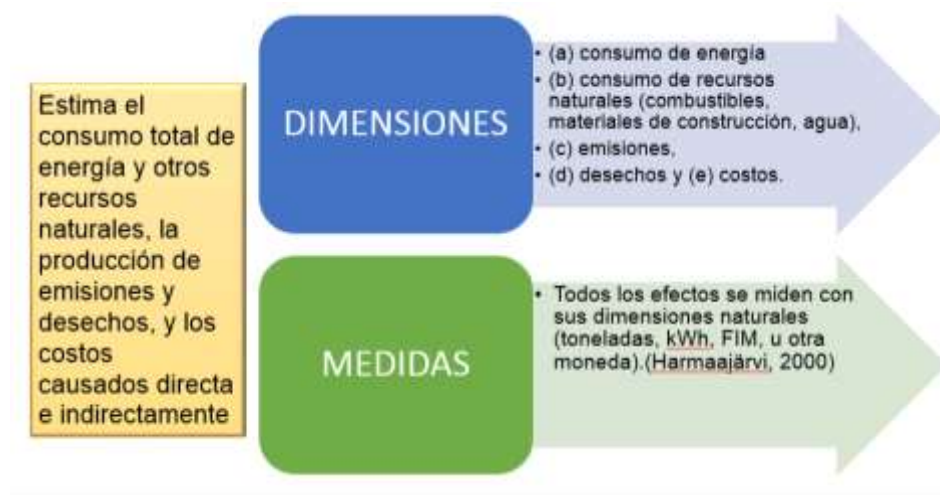 Estima el
consumo total de
energía y otros
recursos
naturales, la
producción de
emisiones y
desechos, y los
costos
causados directa
e indirectamente
DIMENSIONES
• (a) consumo de energía
• (b) consumo de recursos
naturales (combustibles,
materiales de construcción, agua),
• (c) emisiones,
• (d) desechos y (e) costos.
MEDIDAS
• Todos los efectos se miden con
sus dimensiones naturales
(toneladas, kWh, FIM, u otra
moneda).(Harmaajärvi, 2000)